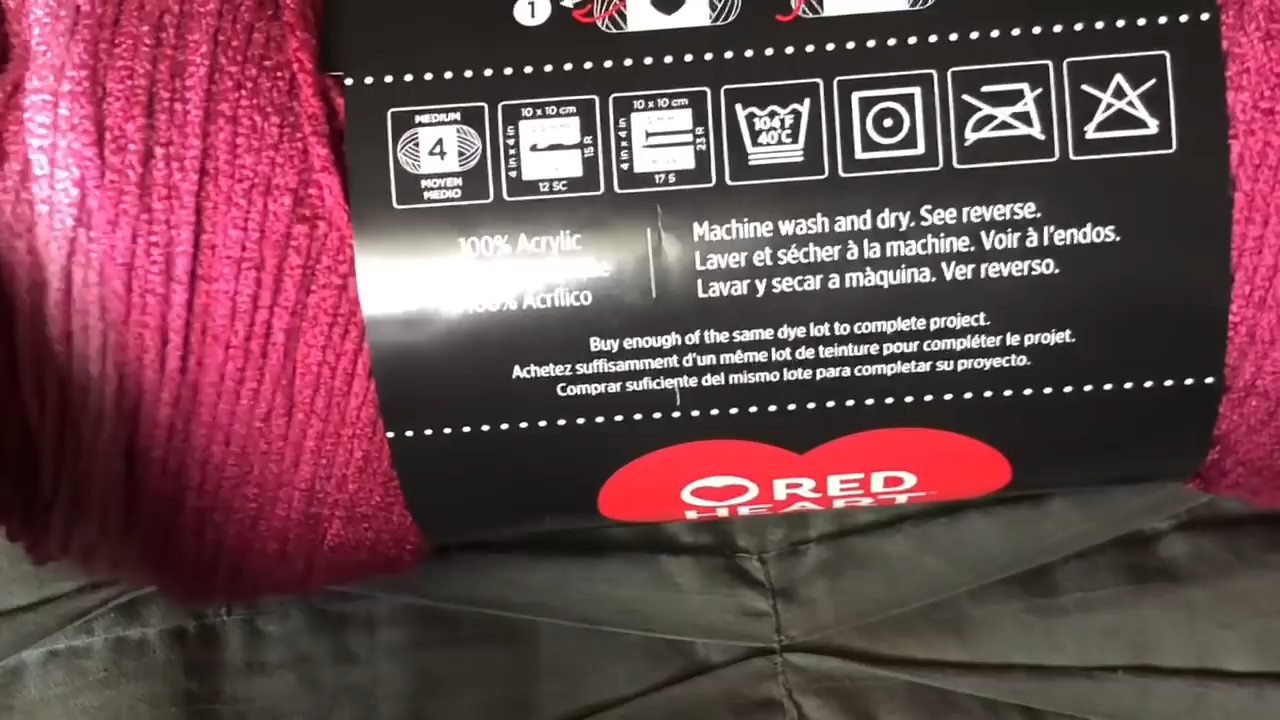 1
MEDIUM
4
MOYEN
MEDIO
10 x 10 cm
4 in x 4 in
15 R
12 SC
10 x 10 cm
4 in x 4 in
23 R
17 S
104°F
40°C
100% Acrylic
100% Acrílico
Machine wash and dry. See reverse.
Laver et sécher à la machine. Voir à l'endos.
Lavar y secar a màquina. Ver reverso.
Buy enough of the same dye lot to complete project.
Achetez suffisamment d'un même lot de teinture pour compléter le projet.
Comprar suficiente del mismo lote para completar su proyecto.
RED
HEART